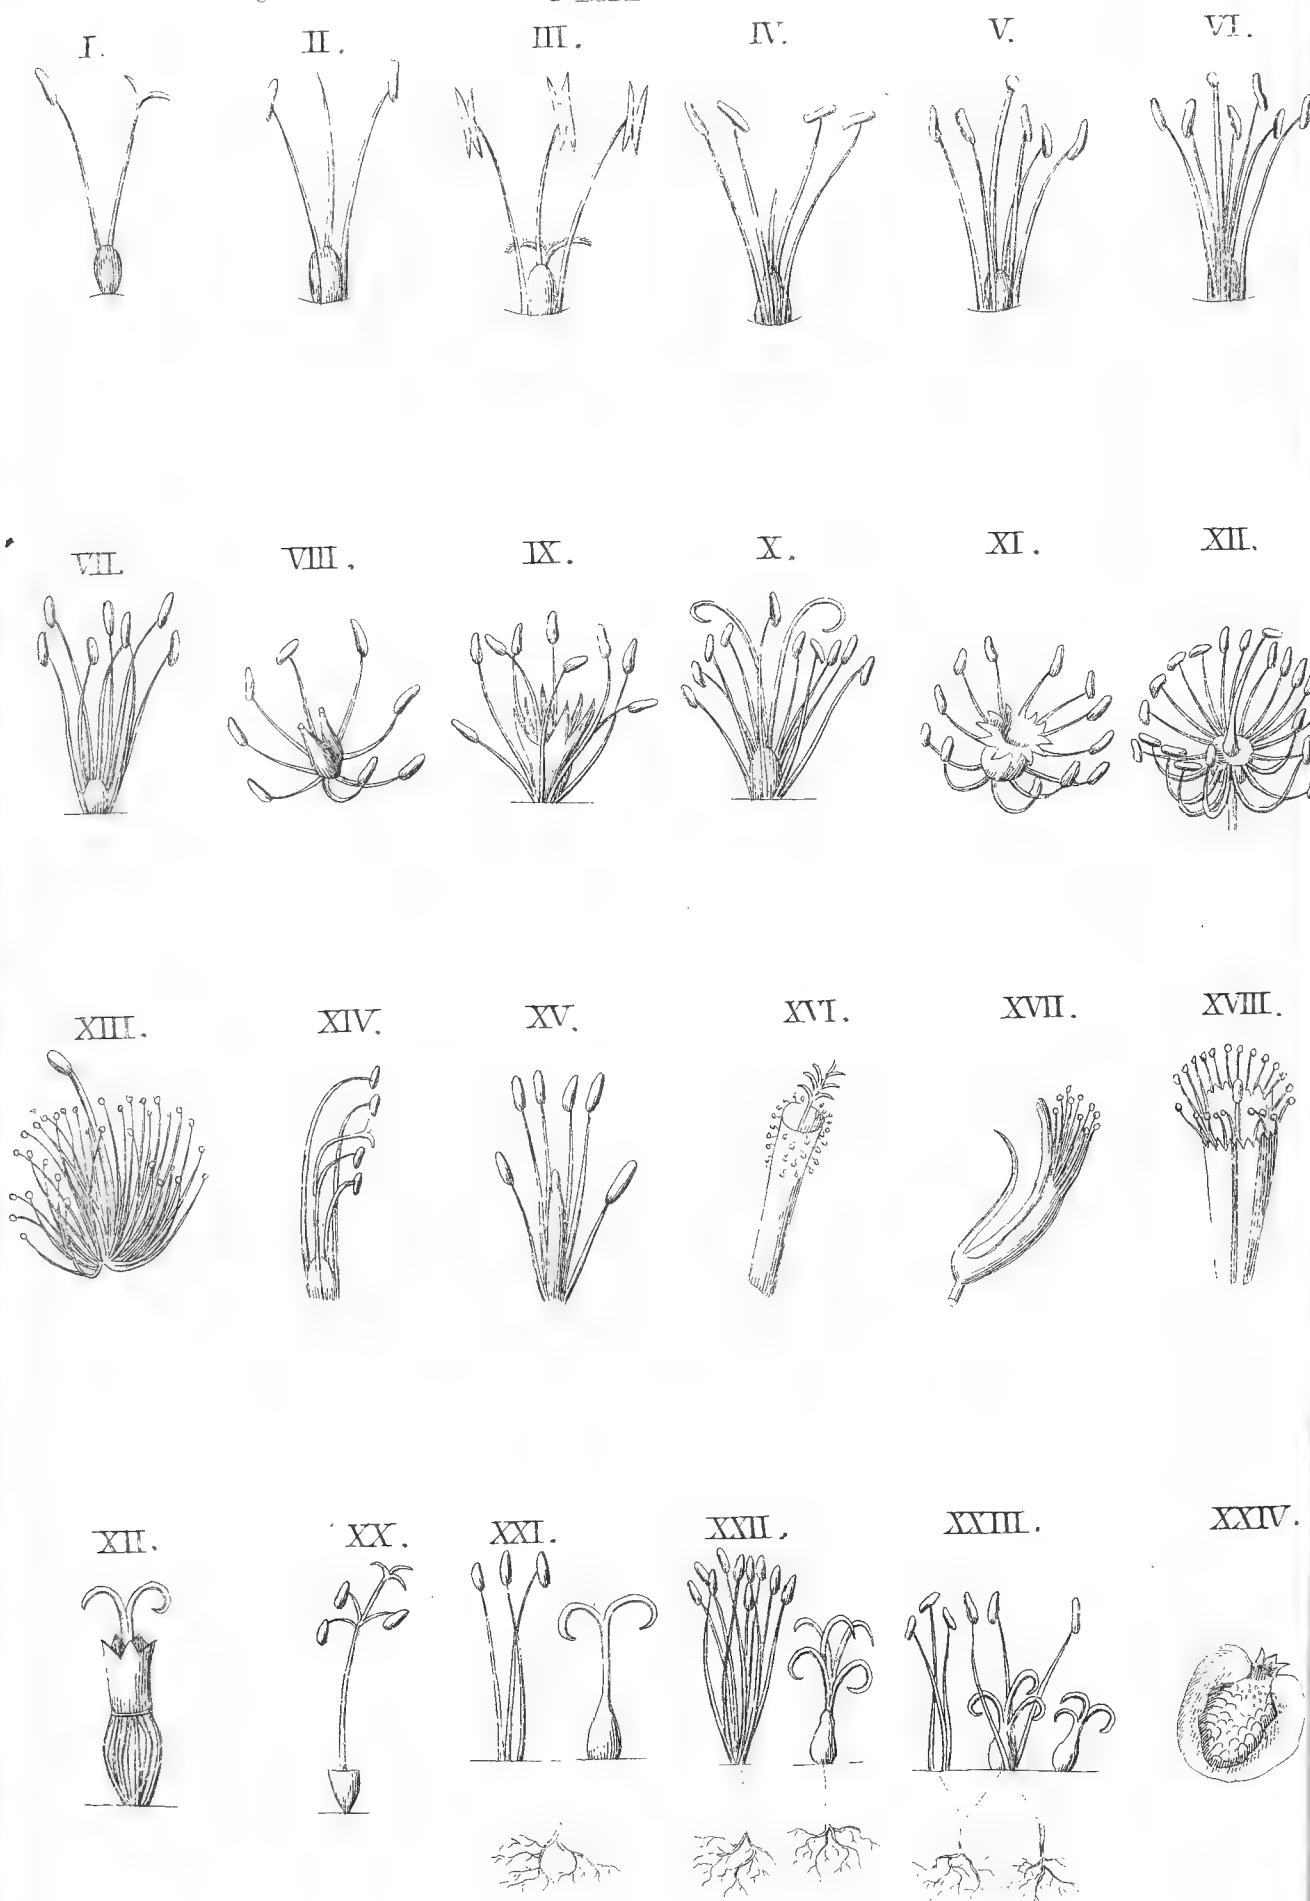 I. II. III. IV. V. VI.
VII. VIII. IX. X. XI. XII.
XIII. XIV. XV. XVI. XVII. XVIII.
XII. XX. XXI. XXII. XXIII. XXIV.